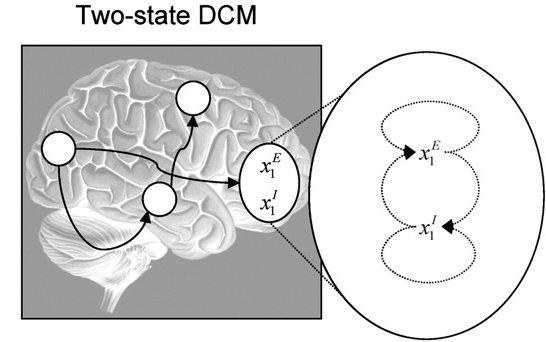 Two-state DCM
x₁ᴱ
x₁ᴵ
x₁ᴱ
x₁ᴵ